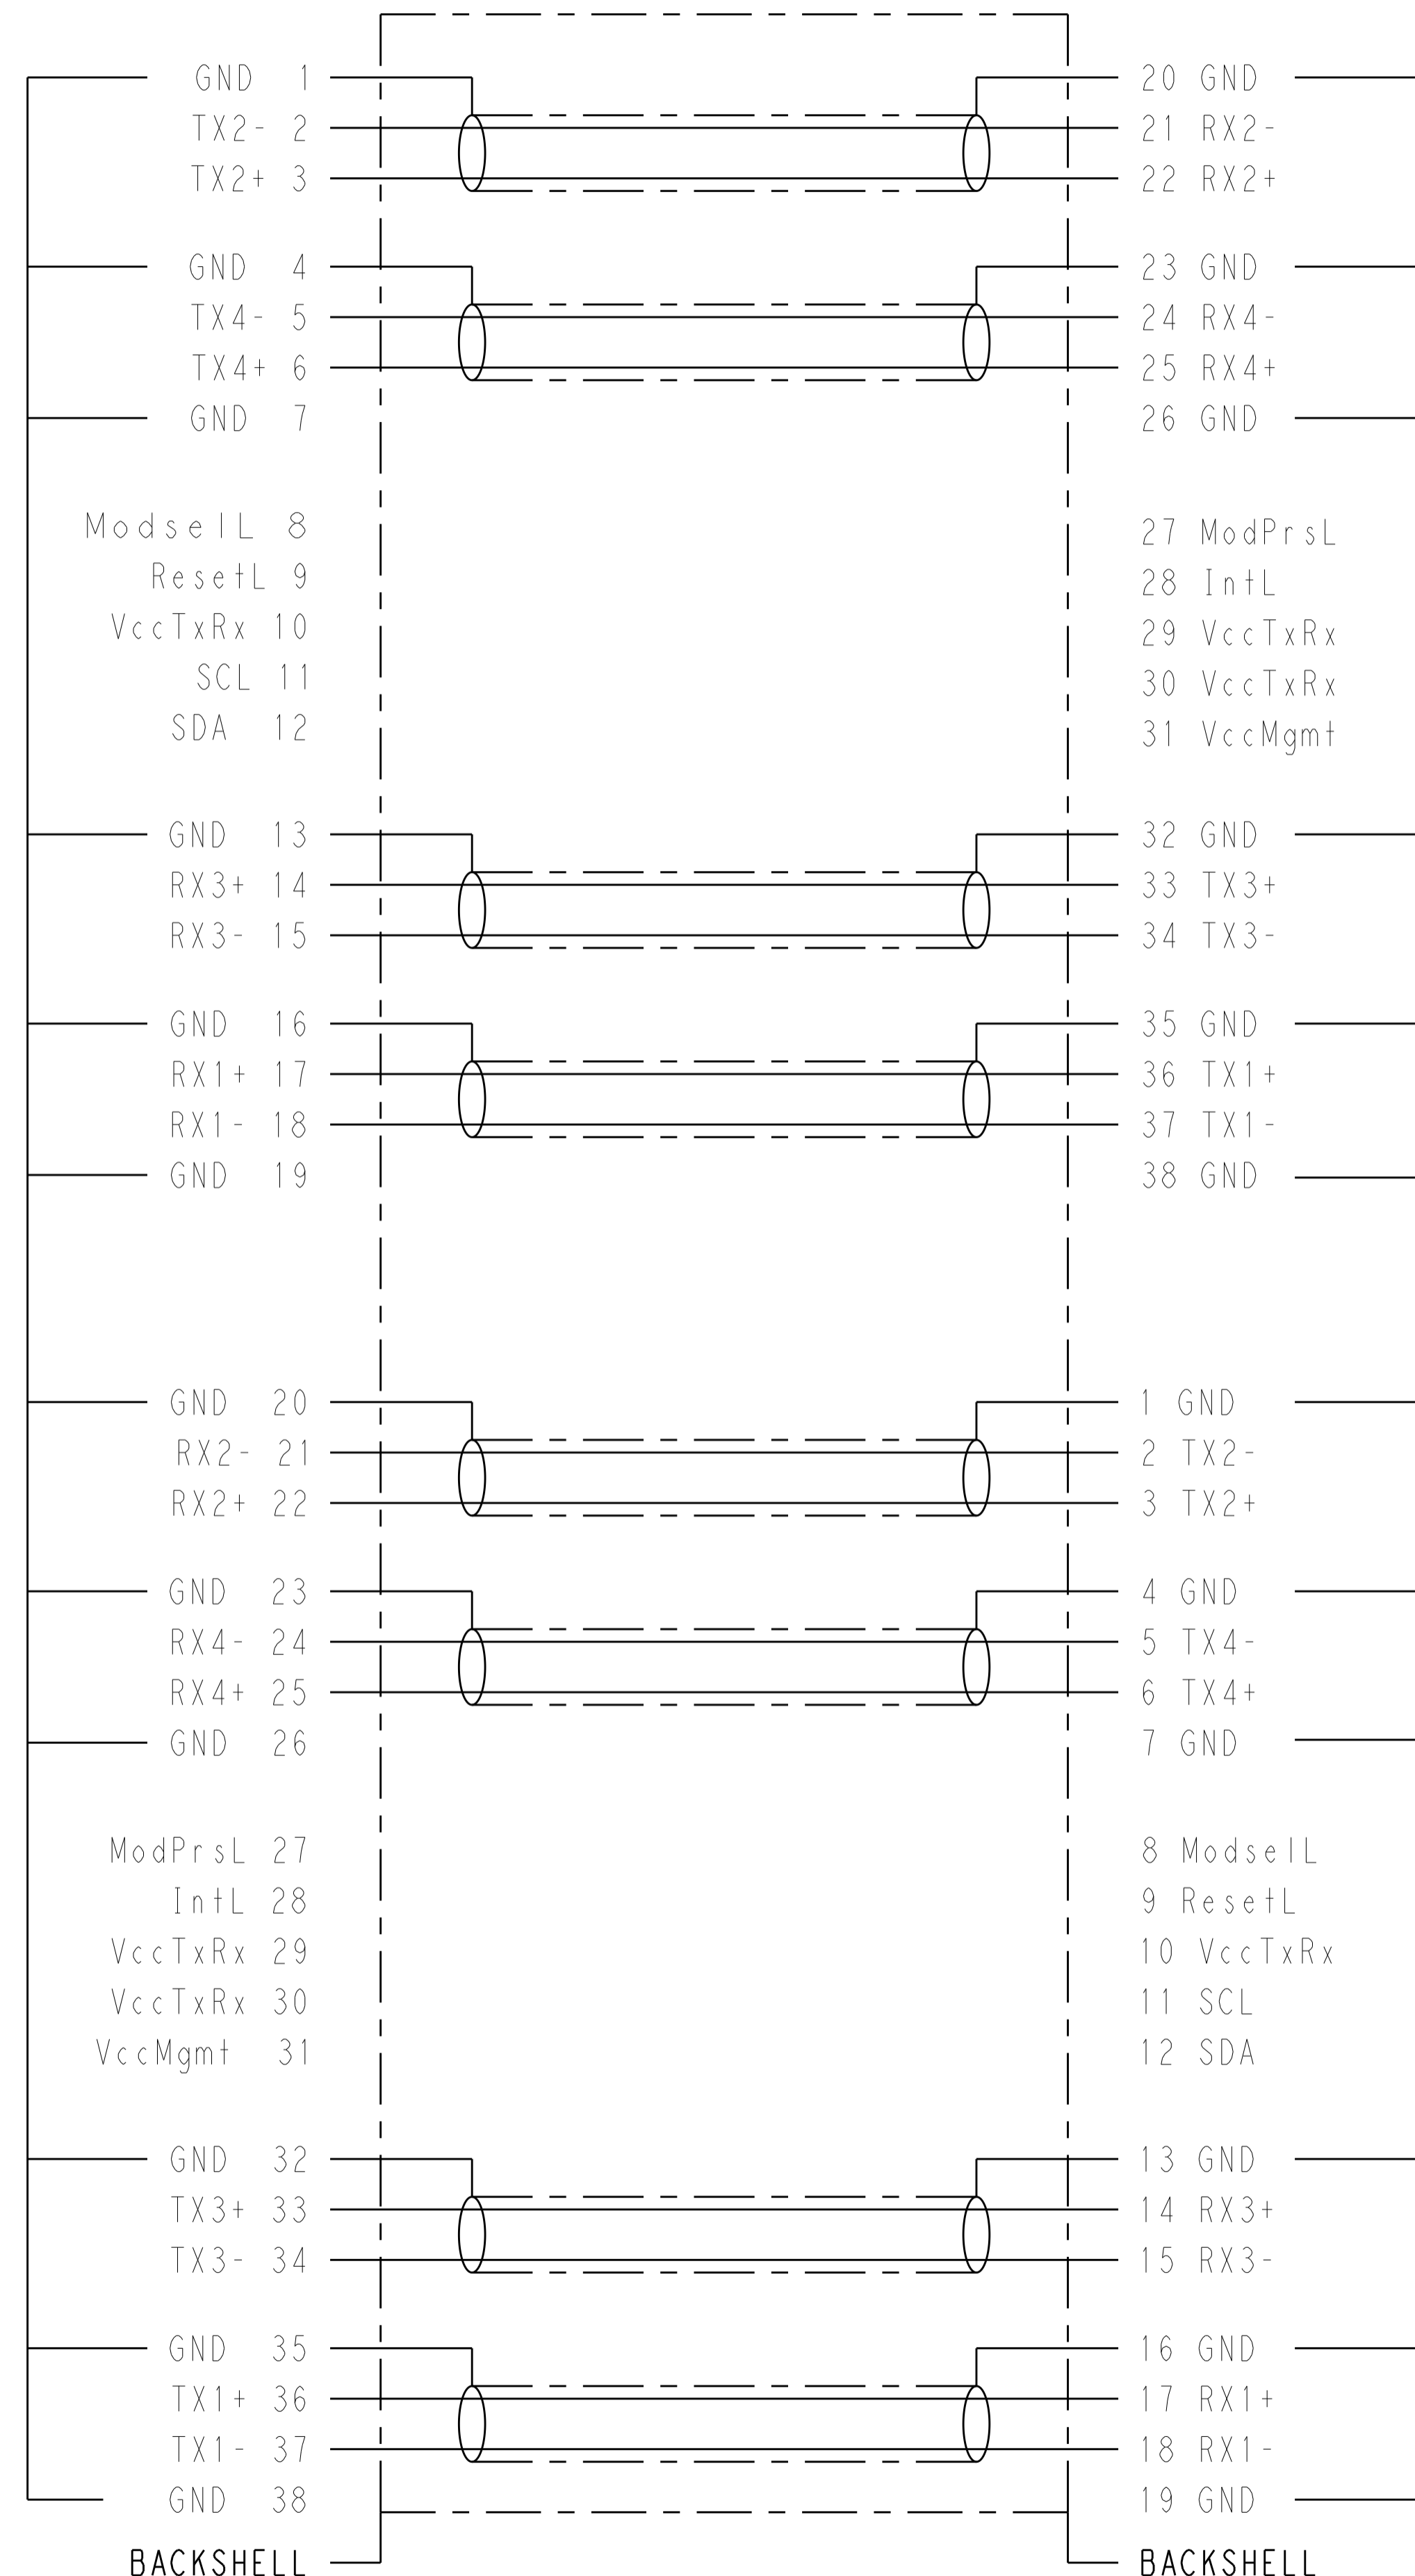 GND 1 20 GND
TX2- 2 21 RX2-
TX2+ 3 22 RX2+
GND 4 23 GND
TX4- 5 24 RX4-
TX4+ 6 25 RX4+
GND 7 26 GND
ModselL 8 27 ModPrsL
ResetL 9 28 IntL
VccTxRx 10 29 VccTxRx
SCL 11 30 VccTxRx
SDA 12 31 VccMgmt
GND 13 32 GND
RX3+ 14 33 TX3+
RX3- 15 34 TX3-
GND 16 35 GND
RX1+ 17 36 TX1+
RX1- 18 37 TX1-
GND 19 38 GND
GND 20 1 GND
RX2- 21 2 TX2-
RX2+ 22 3 TX2+
GND 23 4 GND
RX4- 24 5 TX4-
RX4+ 25 6 TX4+
GND 26 7 GND
ModPrsL 27 8 ModselL
IntL 28 9 ResetL
VccTxRx 29 10 VccTxRx
VccTxRx 30 11 SCL
VccMgmt 31 12 SDA
GND 32 13 GND
TX3+ 33 14 RX3+
TX3- 34 15 RX3-
GND 35 16 GND
TX1+ 36 17 RX1+
TX1- 37 18 RX1-
GND 38 19 GND
BACKSHELL BACKSHELL